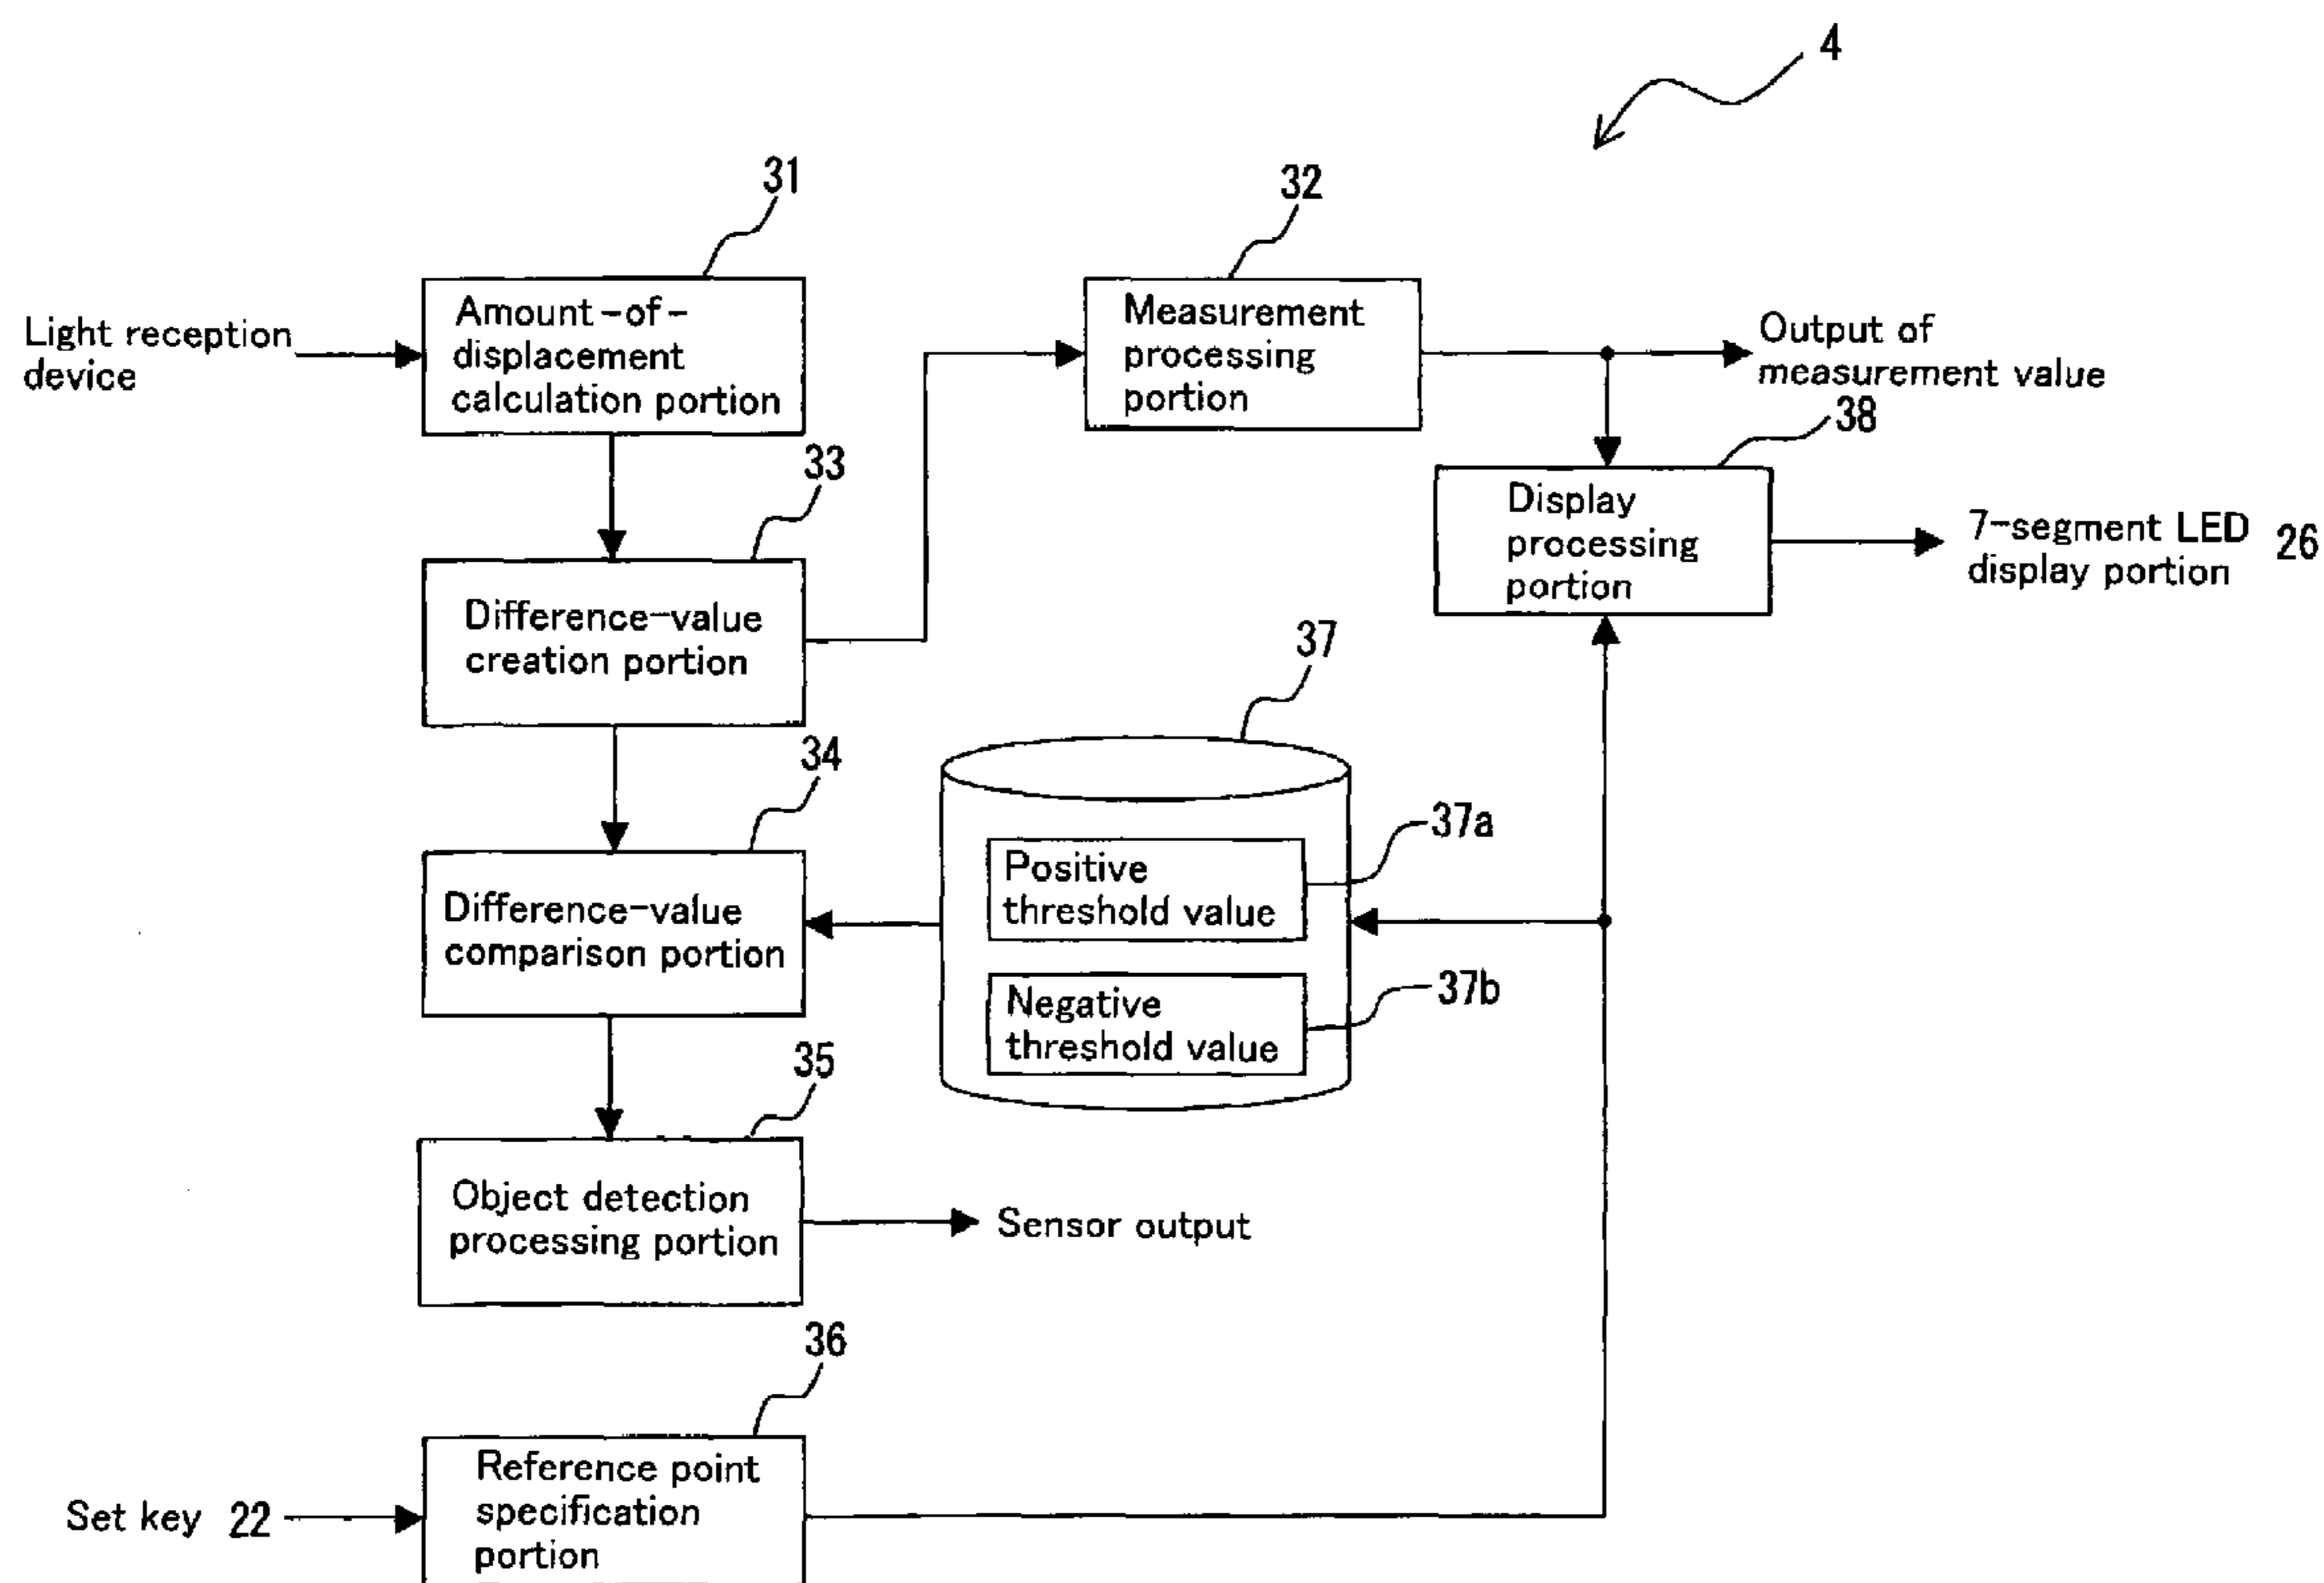 4
31
32
Light reception
device
Amount-of-
displacement
calculation portion
Measurement
processing
portion
Output of
measurement value
38
33
Display
processing
portion
7-segment LED 26
display portion
Difference-value
creation portion
37
34
37a
Positive
threshold value
Difference-value
comparison portion
37b
Negative
threshold value
35
Object detection
processing portion
Sensor output
36
Set key 22
Reference point
specification
portion